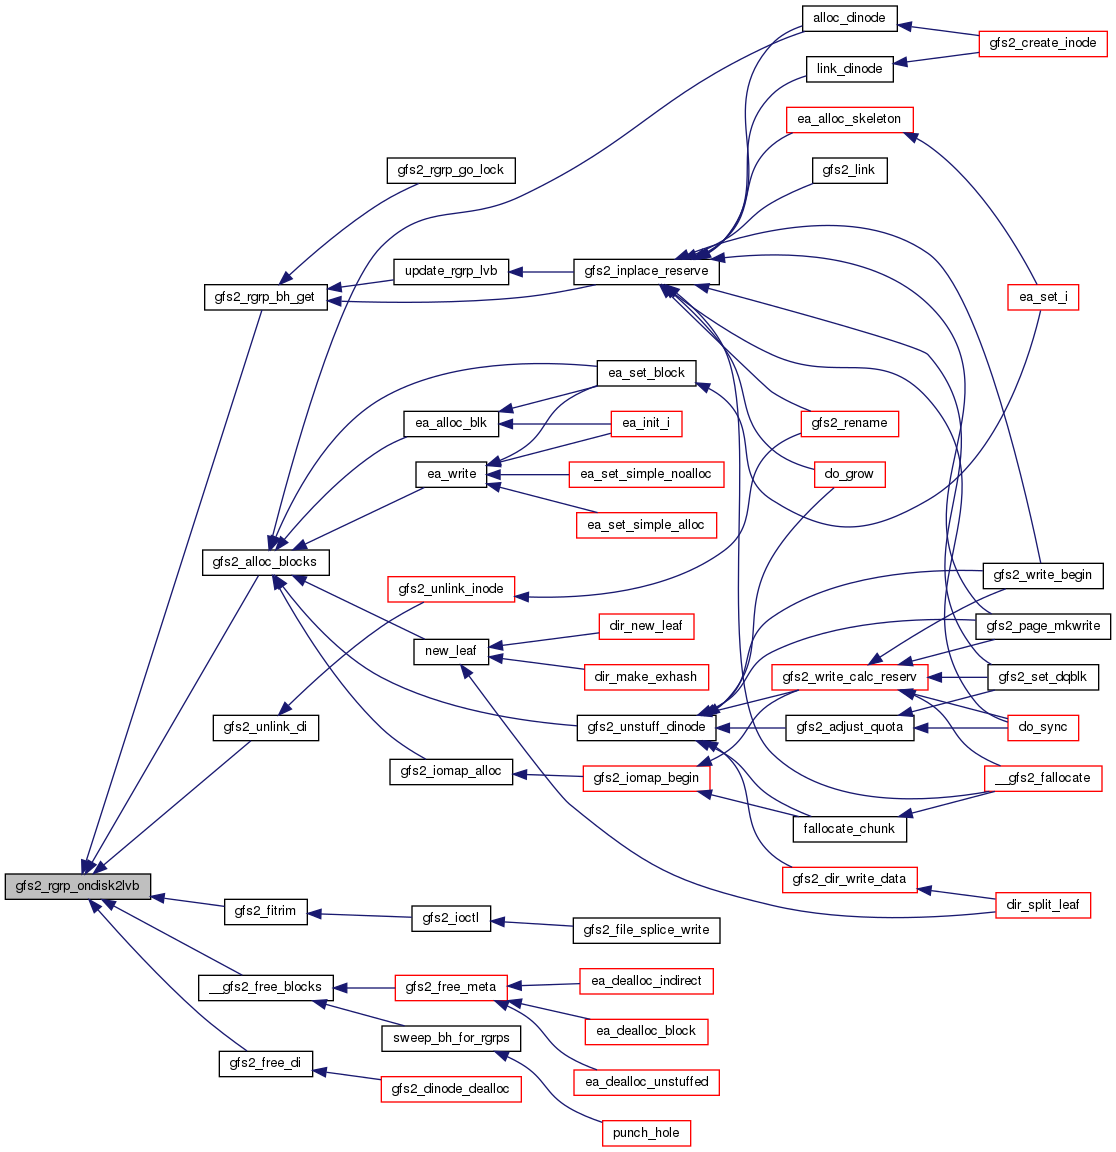 alloc_dinode
gfs2_create_inode
link_dinode
ea_alloc_skeleton
gfs2_rgrp_go_lock
gfs2_link
update_rgrp_lvb
gfs2_inplace_reserve
gfs2_rgrp_bh_get
ea_set_i
ea_set_block
ea_alloc_blk
ea_init_i
gfs2_rename
ea_write
ea_set_simple_noalloc
do_grow
ea_set_simple_alloc
gfs2_alloc_blocks
gfs2_write_begin
gfs2_unlink_inode
dir_new_leaf
gfs2_page_mkwrite
new_leaf
dir_make_exhash
gfs2_write_calc_reserv
gfs2_set_dqblk
gfs2_unlink_di
gfs2_unstuff_dinode
gfs2_adjust_quota
do_sync
gfs2_iomap_alloc
gfs2_iomap_begin
__gfs2_fallocate
fallocate_chunk
gfs2_rgrp_ondisk2lvb
gfs2_dir_write_data
gfs2_fitrim
gfs2_ioctl
gfs2_file_splice_write
dir_split_leaf
__gfs2_free_blocks
gfs2_free_meta
ea_dealloc_indirect
sweep_bh_for_rgrps
ea_dealloc_block
gfs2_free_di
gfs2_dinode_dealloc
ea_dealloc_unstuffed
punch_hole